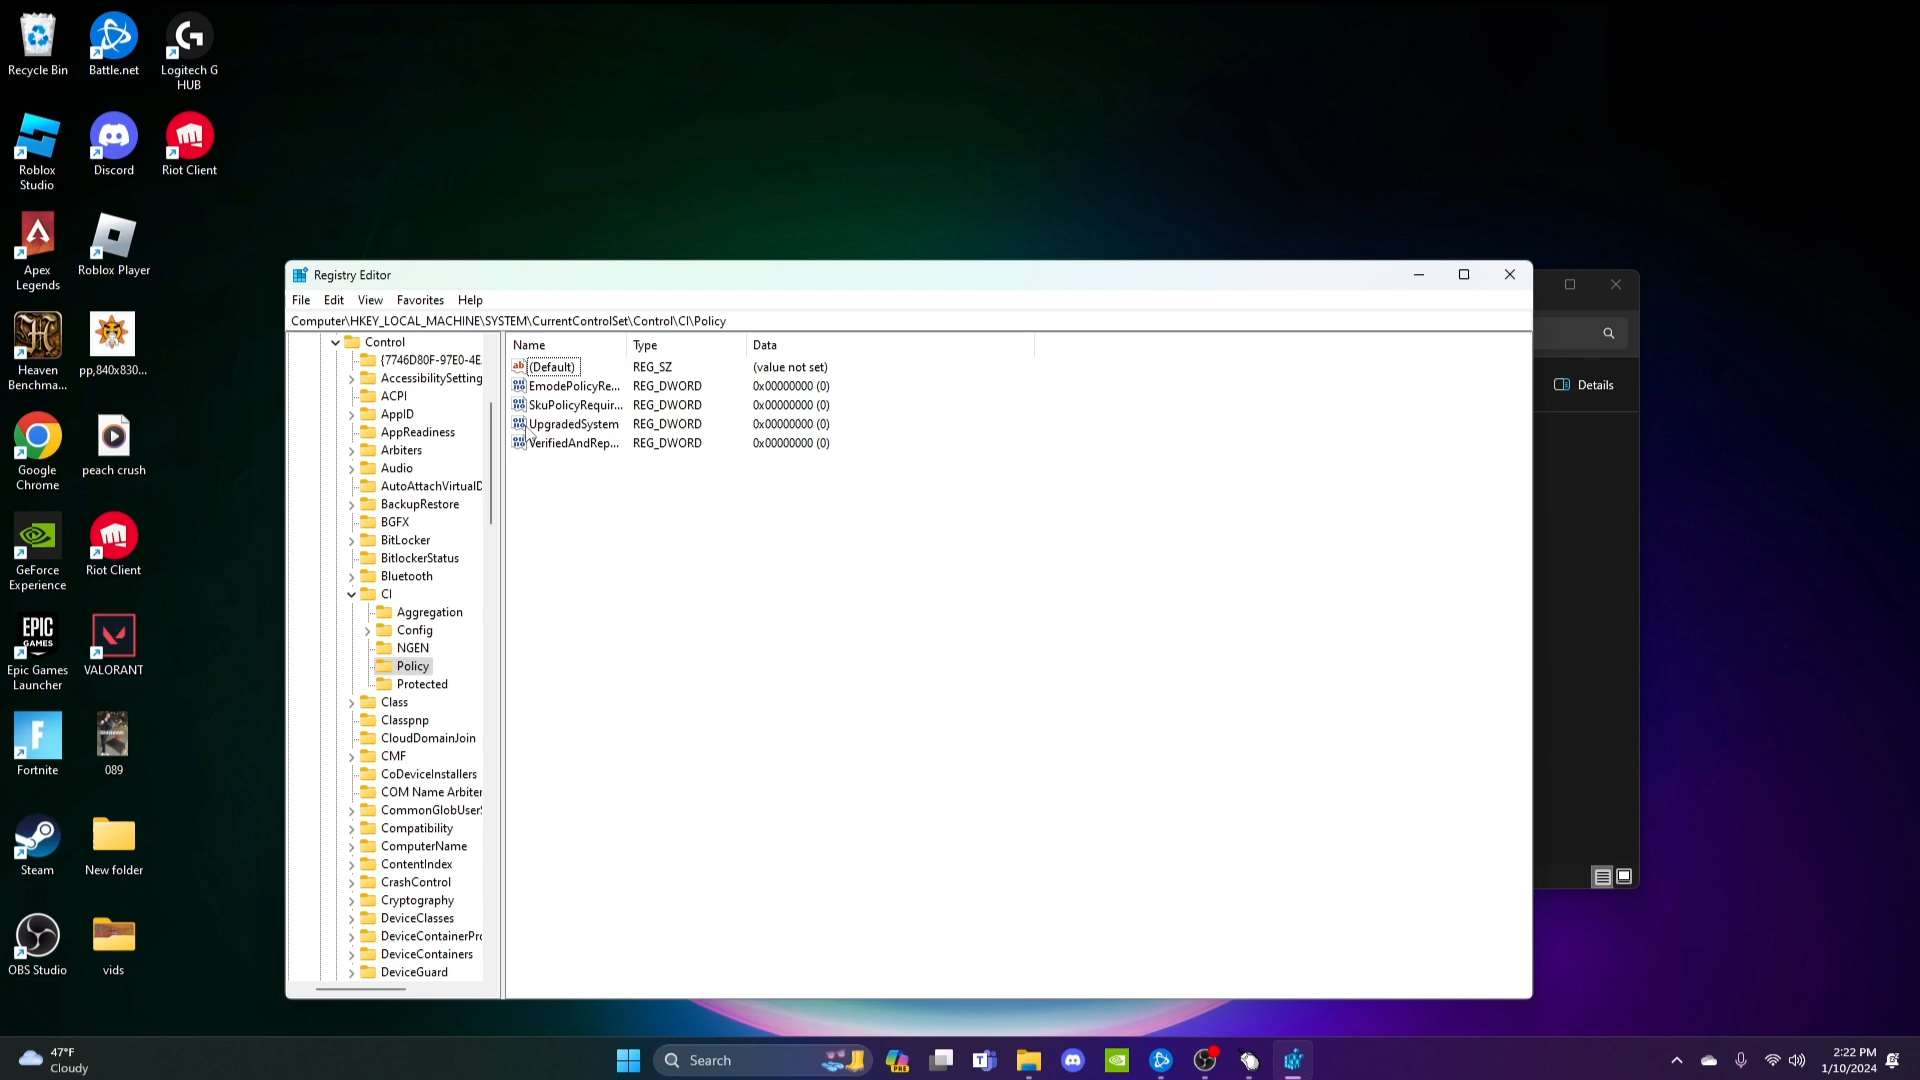 Recycle Bin
Battle.net
Logitech G
HUB
Roblox
Studio
Discord
Riot Client
Apex
Legends
Roblox Player
Heaven
Benchma...
pp,840x830...
Google
Chrome
peach crush
GeForce
Experience
Riot Client
EPIC
GAMES
Epic Games
Launcher
VALORANT
Fortnite
089
Steam
New folder
OBS Studio
vids
Registry Editor
File Edit View Favorites Help
Computer\HKEY_LOCAL_MACHINE\SYSTEM\CurrentControlSet\Control\CI\Policy
Control
{7746D80F-97E0-4E
AccessibilitySetting
ACPI
AppID
AppReadiness
Arbiters
Audio
AutoAttachVirtualD
BackupRestore
BGFX
BitLocker
BitlockerStatus
Bluetooth
CI
Aggregation
Config
NGEN
Policy
Protected
Class
Classpnp
CloudDomainJoin
CMF
CoDeviceInstallers
COM Name Arbiter
CommonGlobUserS
Compatibility
ComputerName
ContentIndex
CrashControl
Cryptography
DeviceClasses
DeviceContainerPro
DeviceContainers
DeviceGuard
Name Type Data
(Default) REG_SZ (value not set)
EmodePolicyRe... REG_DWORD 0x00000000 (0)
SkuPolicyRequir... REG_DWORD 0x00000000 (0)
UpgradedSystem REG_DWORD 0x00000000 (0)
VerifiedAndRep... REG_DWORD 0x00000000 (0)
Details
47°F
Cloudy
Search
PRE
2:22 PM
1/10/2024